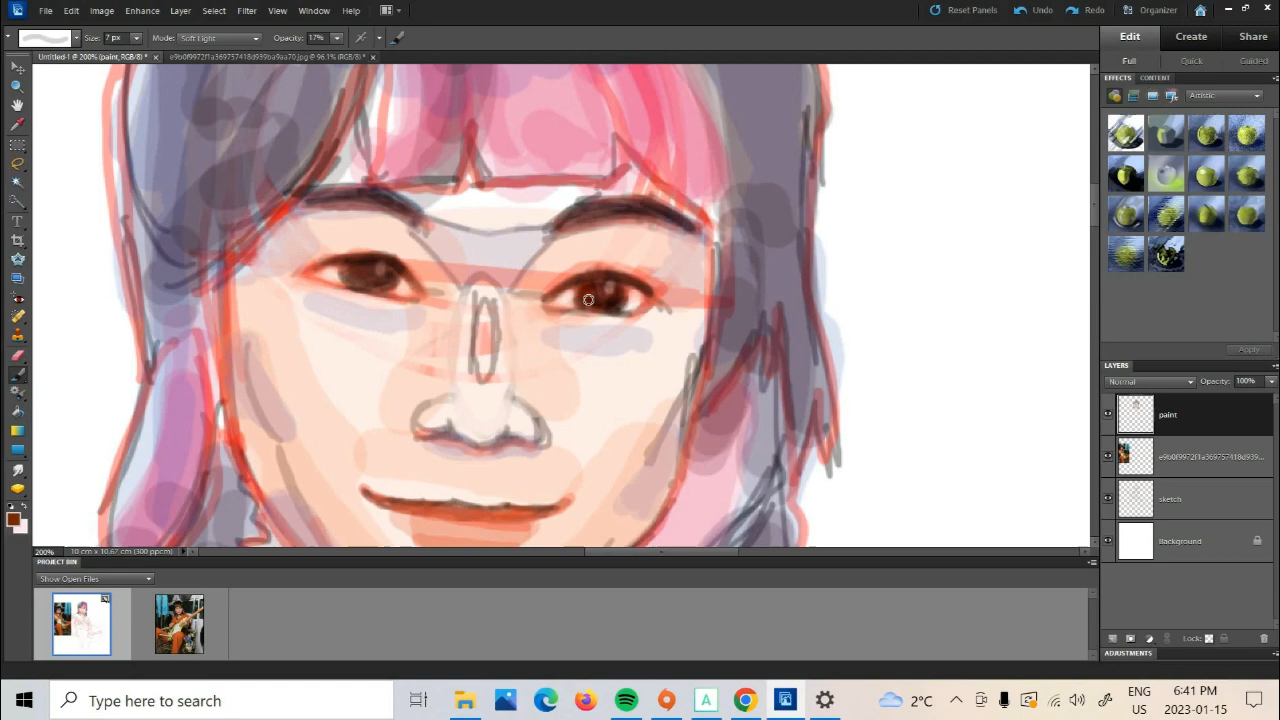 File Edit Image Enhance Layer Select Filter View Window Help Reset Panels Undo Redo Organizer
Size: 7 px Mode: Soft Light Opacity: 17% Edit Create Share
Untitled-1 @ 200% (paint, RGB/8) * × e9b0f9972f1a369757418d939ba9aa70.jpg @ 96.1% (RGB/8) * × Full Quick Guided
EFFECTS CONTENT
Artistic
Apply
LAYERS
Normal Opacity: 100%
paint
e9b0f9972f1a369757418d939...
sketch
Background
200% 10 cm x 10.67 cm (300 ppcm)
PROJECT BIN
Show Open Files
Lock:
ADJUSTMENTS
Type here to search
2°C
ENG
US
6:41 PM
2023-01-15